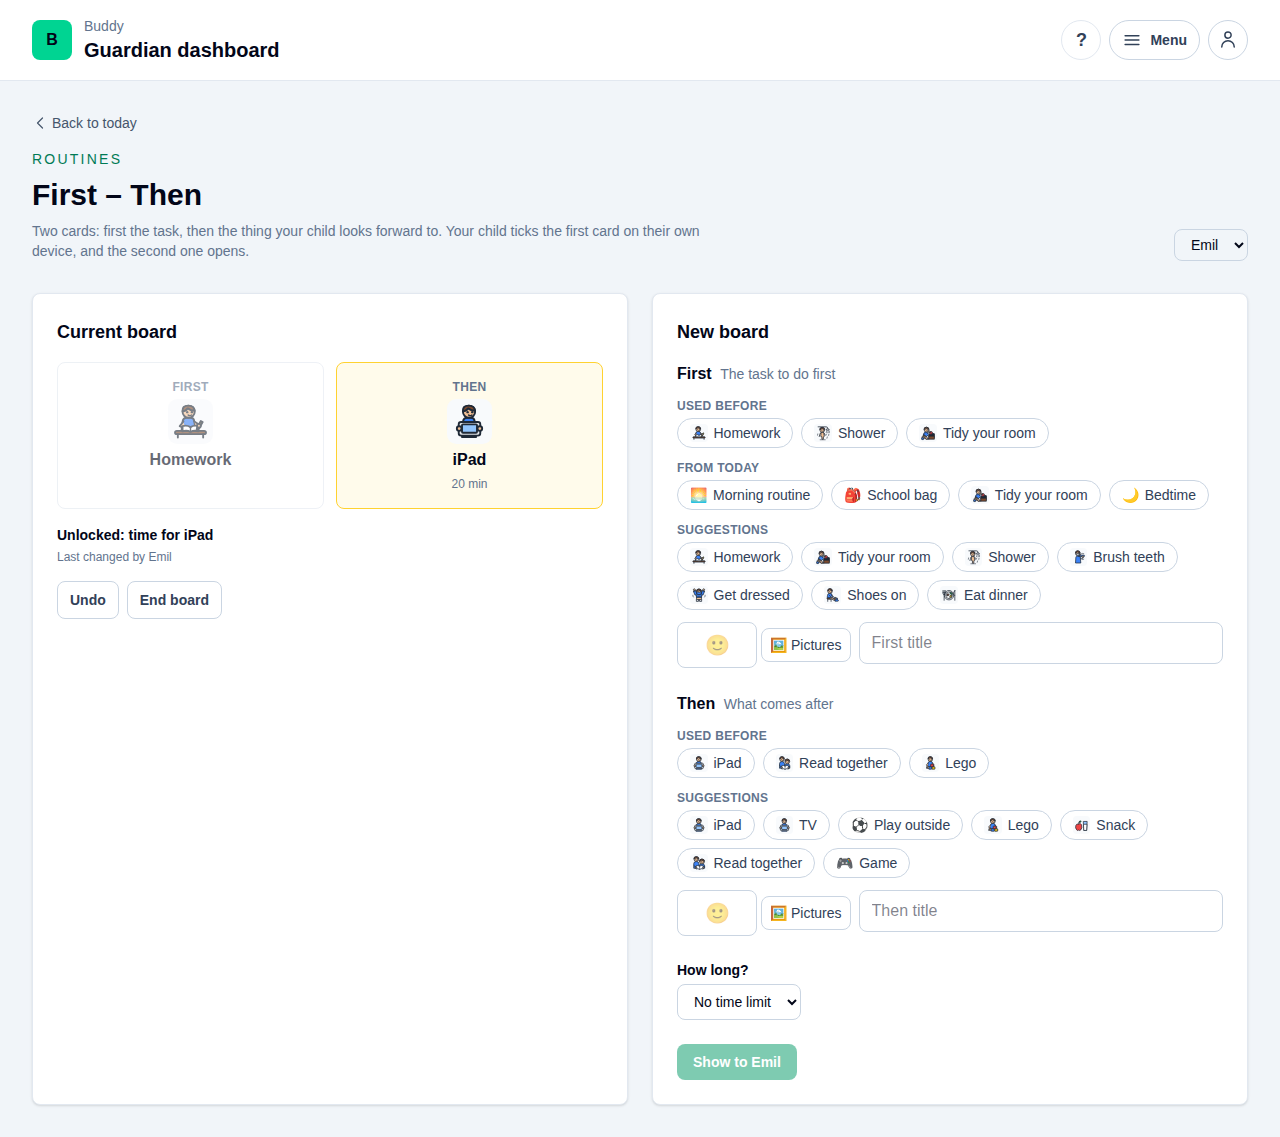 B
Buddy
Guardian dashboard
?
Menu
Back to today
ROUTINES
First – Then
Two cards: first the task, then the thing your child looks forward to. Your child ticks the first card on their own
device, and the second one opens.
Emil
Current board
FIRST
Homework
THEN
iPad
20 min
Unlocked: time for iPad
Last changed by Emil
Undo
End board
New board
First The task to do first
USED BEFORE
Homework
Shower
Tidy your room
FROM TODAY
Morning routine
School bag
Tidy your room
Bedtime
SUGGESTIONS
Homework
Tidy your room
Shower
Brush teeth
Get dressed
Shoes on
Eat dinner
Pictures
First title
Then What comes after
USED BEFORE
iPad
Read together
Lego
SUGGESTIONS
iPad
TV
Play outside
Lego
Snack
Read together
Game
Pictures
Then title
How long?
No time limit
Show to Emil